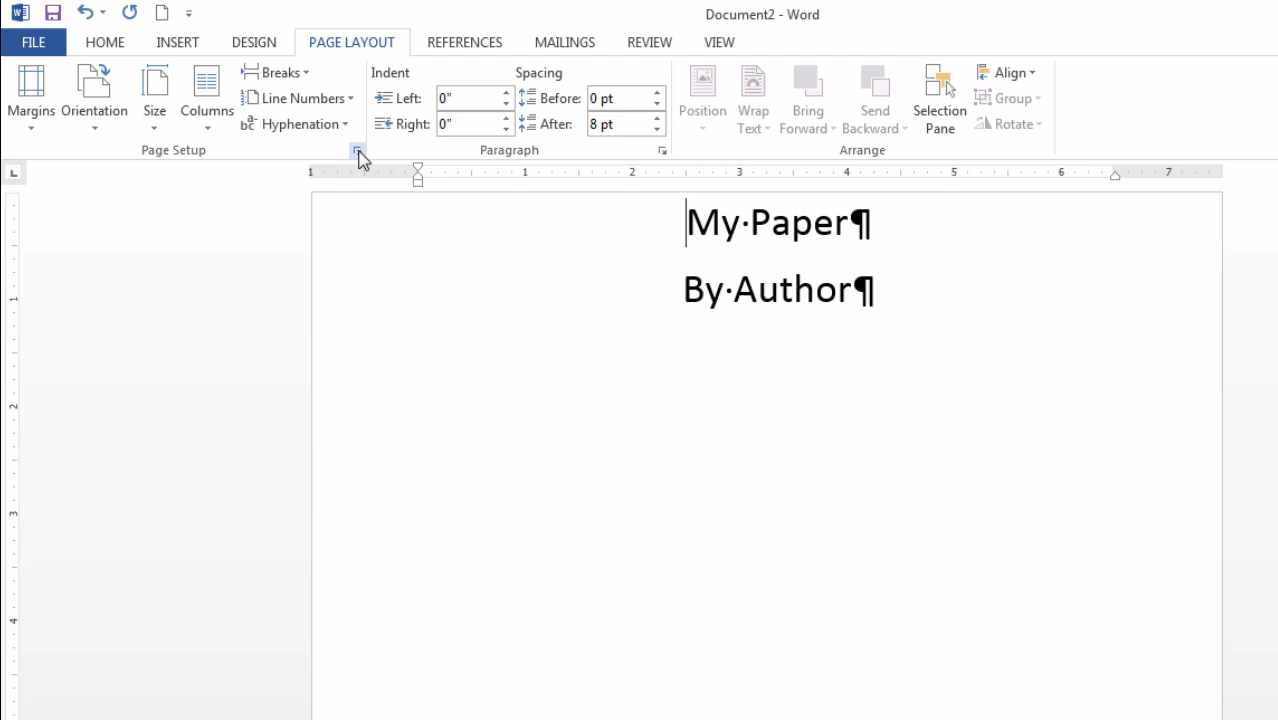 Document2 - Word
FILE HOME INSERT DESIGN PAGE LAYOUT REFERENCES MAILINGS REVIEW VIEW
Breaks Indent Spacing Align
Margins Orientation Size Columns Line Numbers Left: 0" Before: 0 pt Position Wrap Text Bring Forward Send Backward Selection Pane Group
Hyphenation Right: 0" After: 8 pt Rotate
Page Setup Paragraph Arrange
L 1 1 2 3 4 5 6 7
My·Paper¶
By·Author¶
1
2
3
4